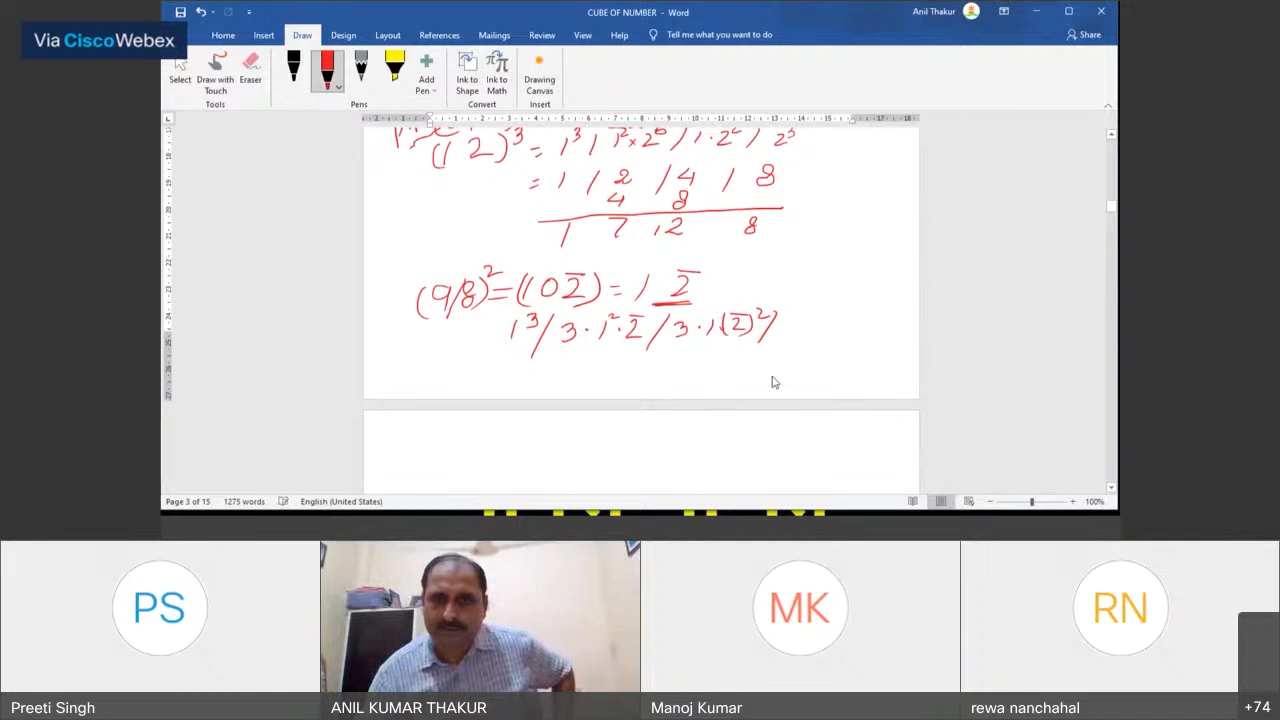 CUBE OF NUMBER - Word
Anil Thakur
Via Cisco Webex
Home Insert Draw Design Layout References Mailings Review View Help Tell me what you want to do Share
Select Draw with Touch Eraser Add Pen Ink to Shape Ink to Math Drawing Canvas
Tools Pens Convert Insert
(1 2)³ = 1³ / 1² × 2 / 1 · 2² / 2³
= 1 / 2 / 4 / 8
4 8
1 7 12 8
(98)² = (10 2̅) = 1 2̅
1³ / 3 · 1² · 2̅ / 3 · 1 (2̅)² /
Page 3 of 15 1275 words English (United States) 100%
PS MK RN
Preeti Singh ANIL KUMAR THAKUR Manoj Kumar rewa nanchahal +74